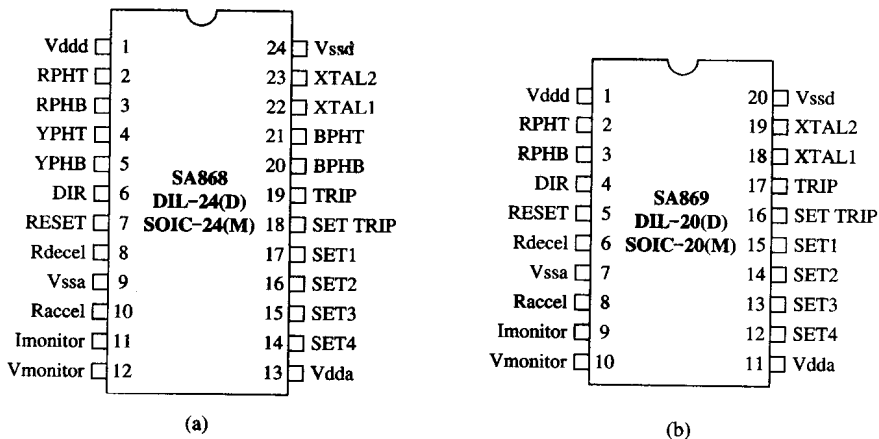 Vddd 1 24 Vssd
RPHT 2 23 XTAL2
RPHB 3 22 XTAL1
YPHT 4 21 BPHT
YPHB 5 20 BPHB
DIR 6 19 TRIP
RESET 7 18 SET TRIP
Rdecel 8 17 SET1
Vssa 9 16 SET2
Raccel 10 15 SET3
Imonitor 11 14 SET4
Vmonitor 12 13 Vdda
SA868
DIL-24(D)
SOIC-24(M)
(a)
Vddd 1 20 Vssd
RPHT 2 19 XTAL2
RPHB 3 18 XTAL1
DIR 4 17 TRIP
RESET 5 16 SET TRIP
Rdecel 6 15 SET1
Vssa 7 14 SET2
Raccel 8 13 SET3
Imonitor 9 12 SET4
Vmonitor 10 11 Vdda
SA869
DIL-20(D)
SOIC-20(M)
(b)